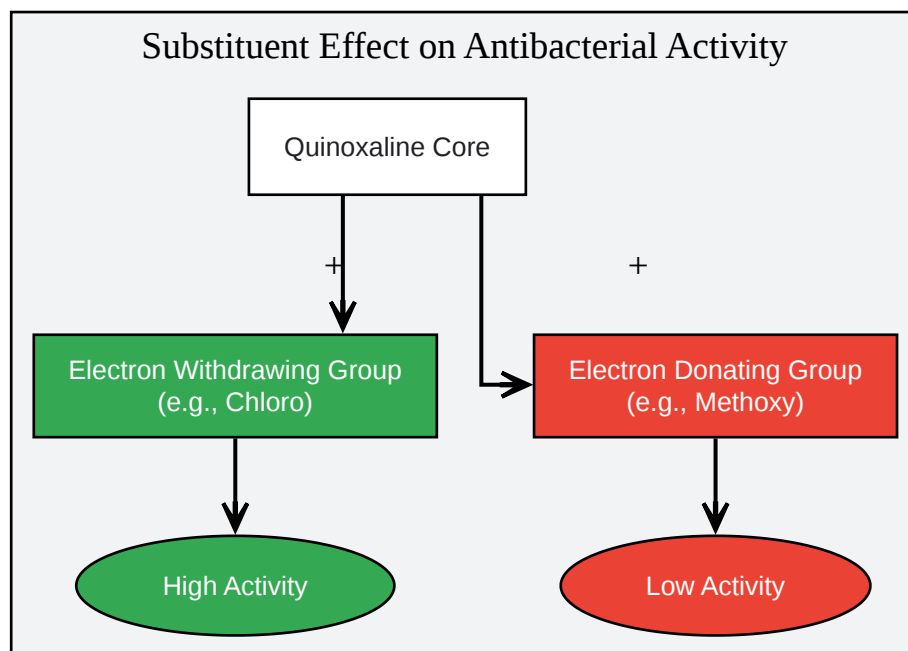 Substituent Effect on Antibacterial Activity
Quinoxaline Core
+
+
Electron Withdrawing Group
(e.g., Chloro)
Electron Donating Group
(e.g., Methoxy)
High Activity
Low Activity